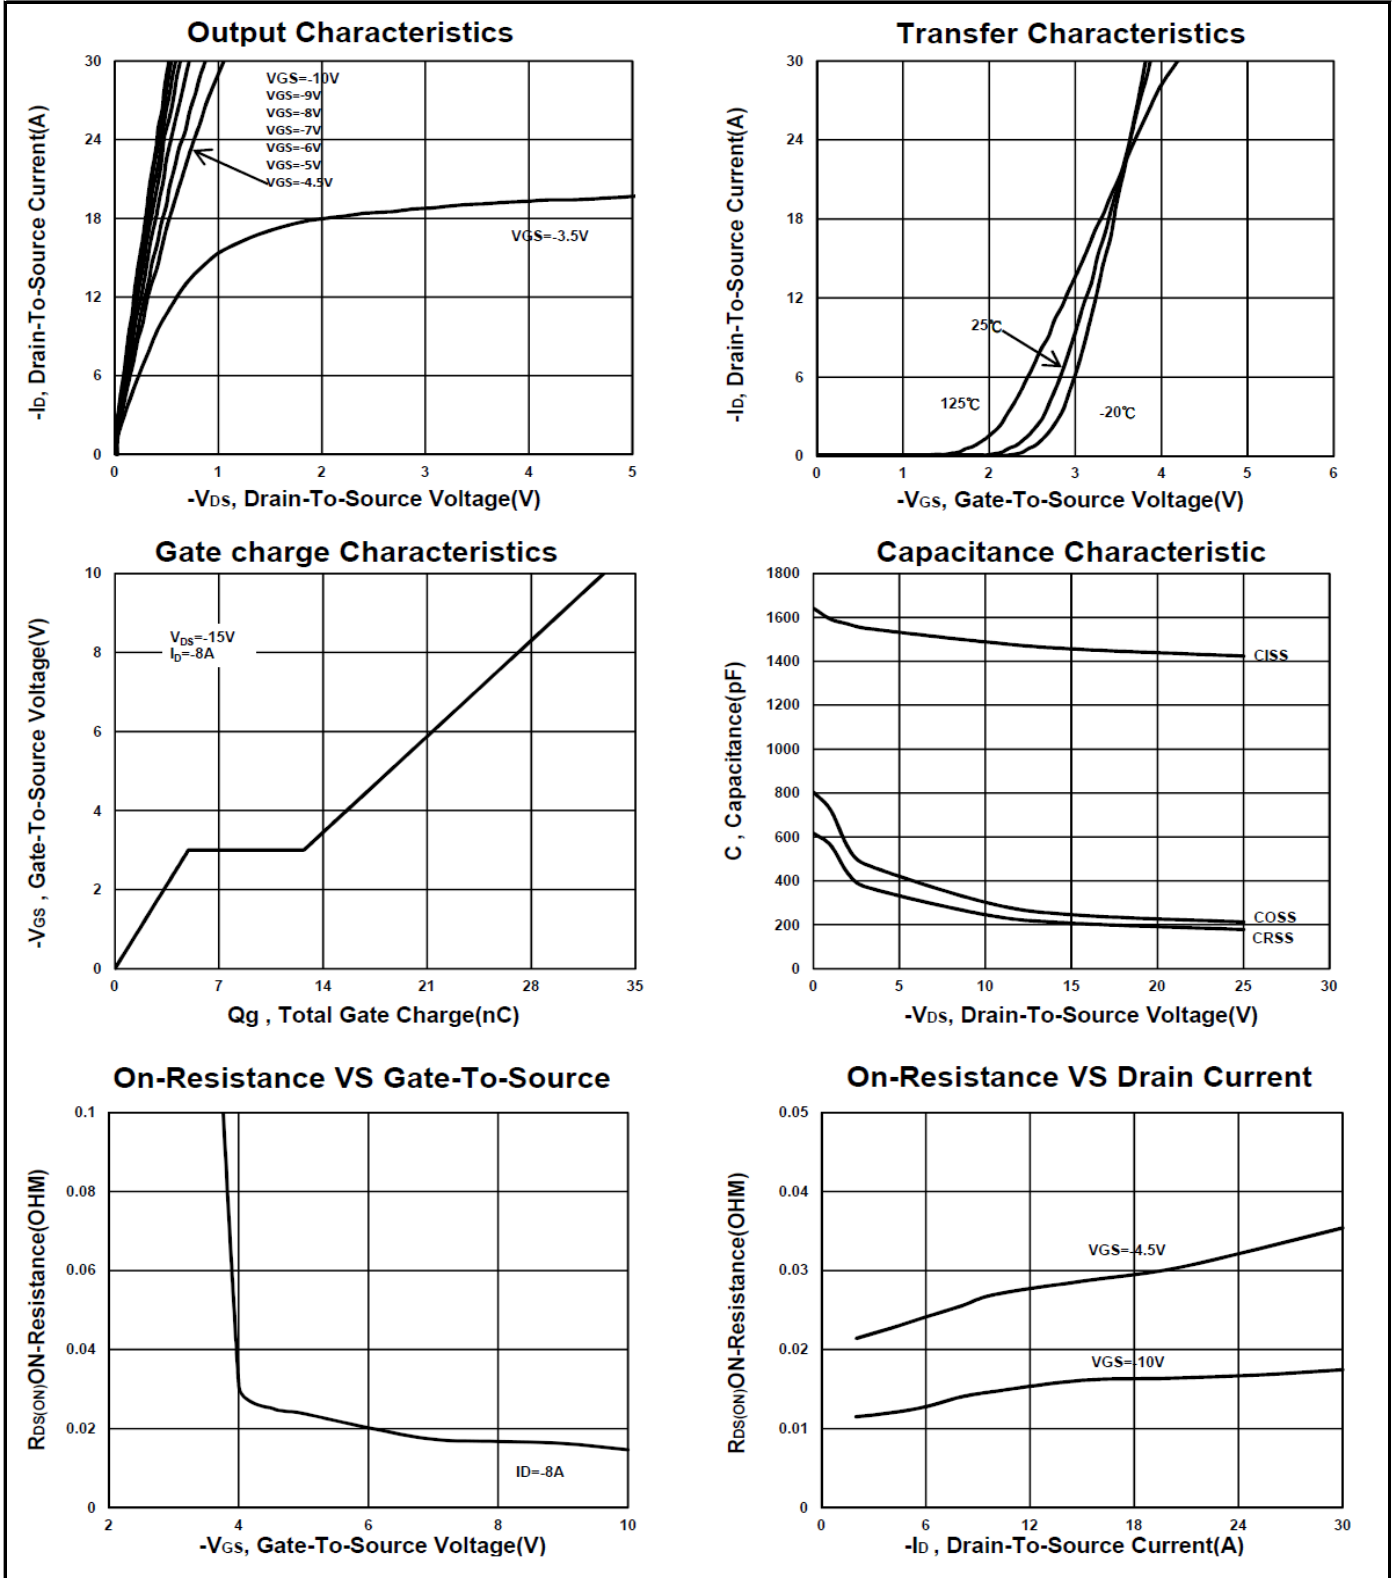 Output Characteristics
-ID, Drain-To-Source Current(A)
30
24
18
12
6
0
VGS=-10V
VGS=-9V
VGS=-8V
VGS=-7V
VGS=-6V
VGS=-5V
VGS=-4.5V
VGS=-3.5V
0 1 2 3 4 5
-VDS, Drain-To-Source Voltage(V)
Transfer Characteristics
-ID, Drain-To-Source Current(A)
30
24
18
12
6
0
25℃
125℃
-20℃
0 1 2 3 4 5 6
-VGS, Gate-To-Source Voltage(V)
Gate charge Characteristics
-VGS , Gate-To-Source Voltage(V)
10
8
6
4
2
0
VDS=-15V
ID=-8A
0 7 14 21 28 35
Qg , Total Gate Charge(nC)
Capacitance Characteristic
C , Capacitance(pF)
1800
1600
1400
1200
1000
800
600
400
200
0
CISS
COSS
CRSS
0 5 10 15 20 25 30
-VDS, Drain-To-Source Voltage(V)
On-Resistance VS Gate-To-Source
RDS(ON)ON-Resistance(OHM)
0.1
0.08
0.06
0.04
0.02
0
ID=-8A
2 4 6 8 10
-VGS, Gate-To-Source Voltage(V)
On-Resistance VS Drain Current
RDS(ON)ON-Resistance(OHM)
0.05
0.04
0.03
0.02
0.01
0
VGS=-4.5V
VGS=-10V
0 6 12 18 24 30
-ID , Drain-To-Source Current(A)